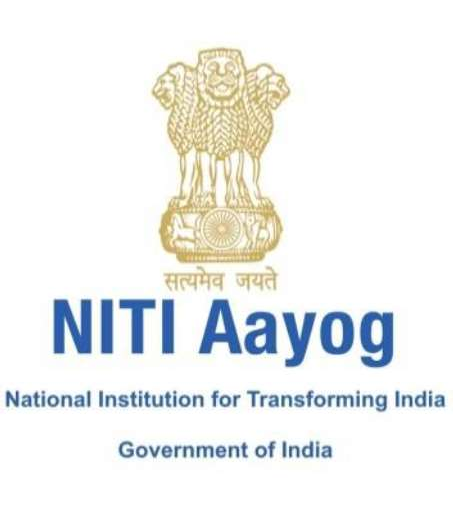 सत्यमेव जयते
NITI Aayog
National Institution for Transforming India
Government of India